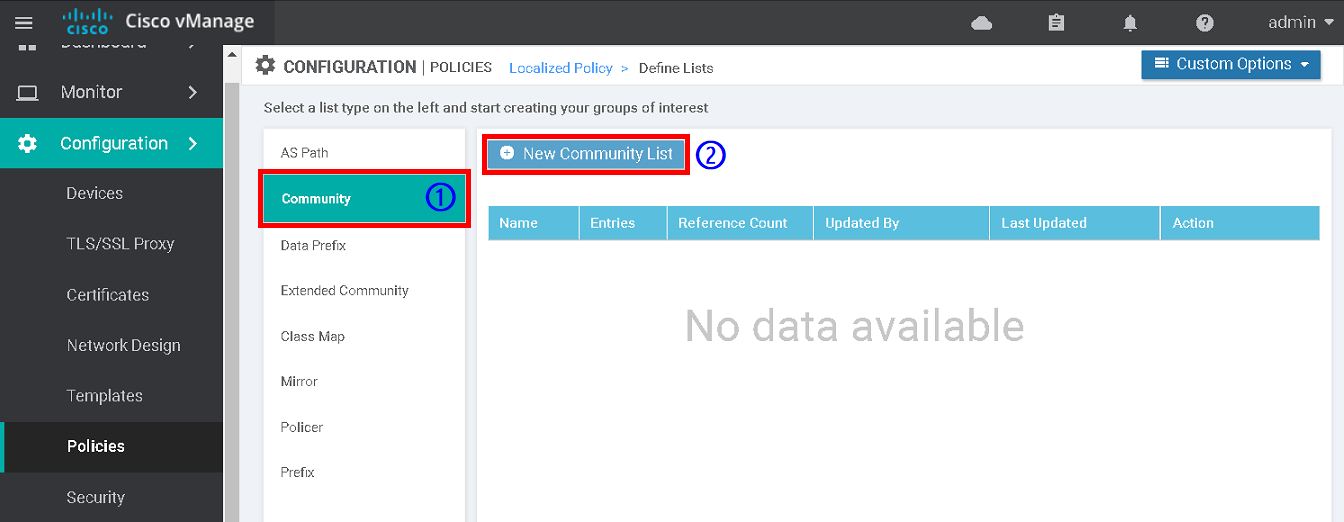 cisco Cisco vManage
admin
Dashboard
Monitor
Configuration
Devices
TLS/SSL Proxy
Certificates
Network Design
Templates
Policies
Security
CONFIGURATION | POLICIES Localized Policy > Define Lists
Custom Options
Select a list type on the left and start creating your groups of interest
AS Path
Community ①
Data Prefix
Extended Community
Class Map
Mirror
Policer
Prefix
New Community List ②
Name Entries Reference Count Updated By Last Updated Action
No data available